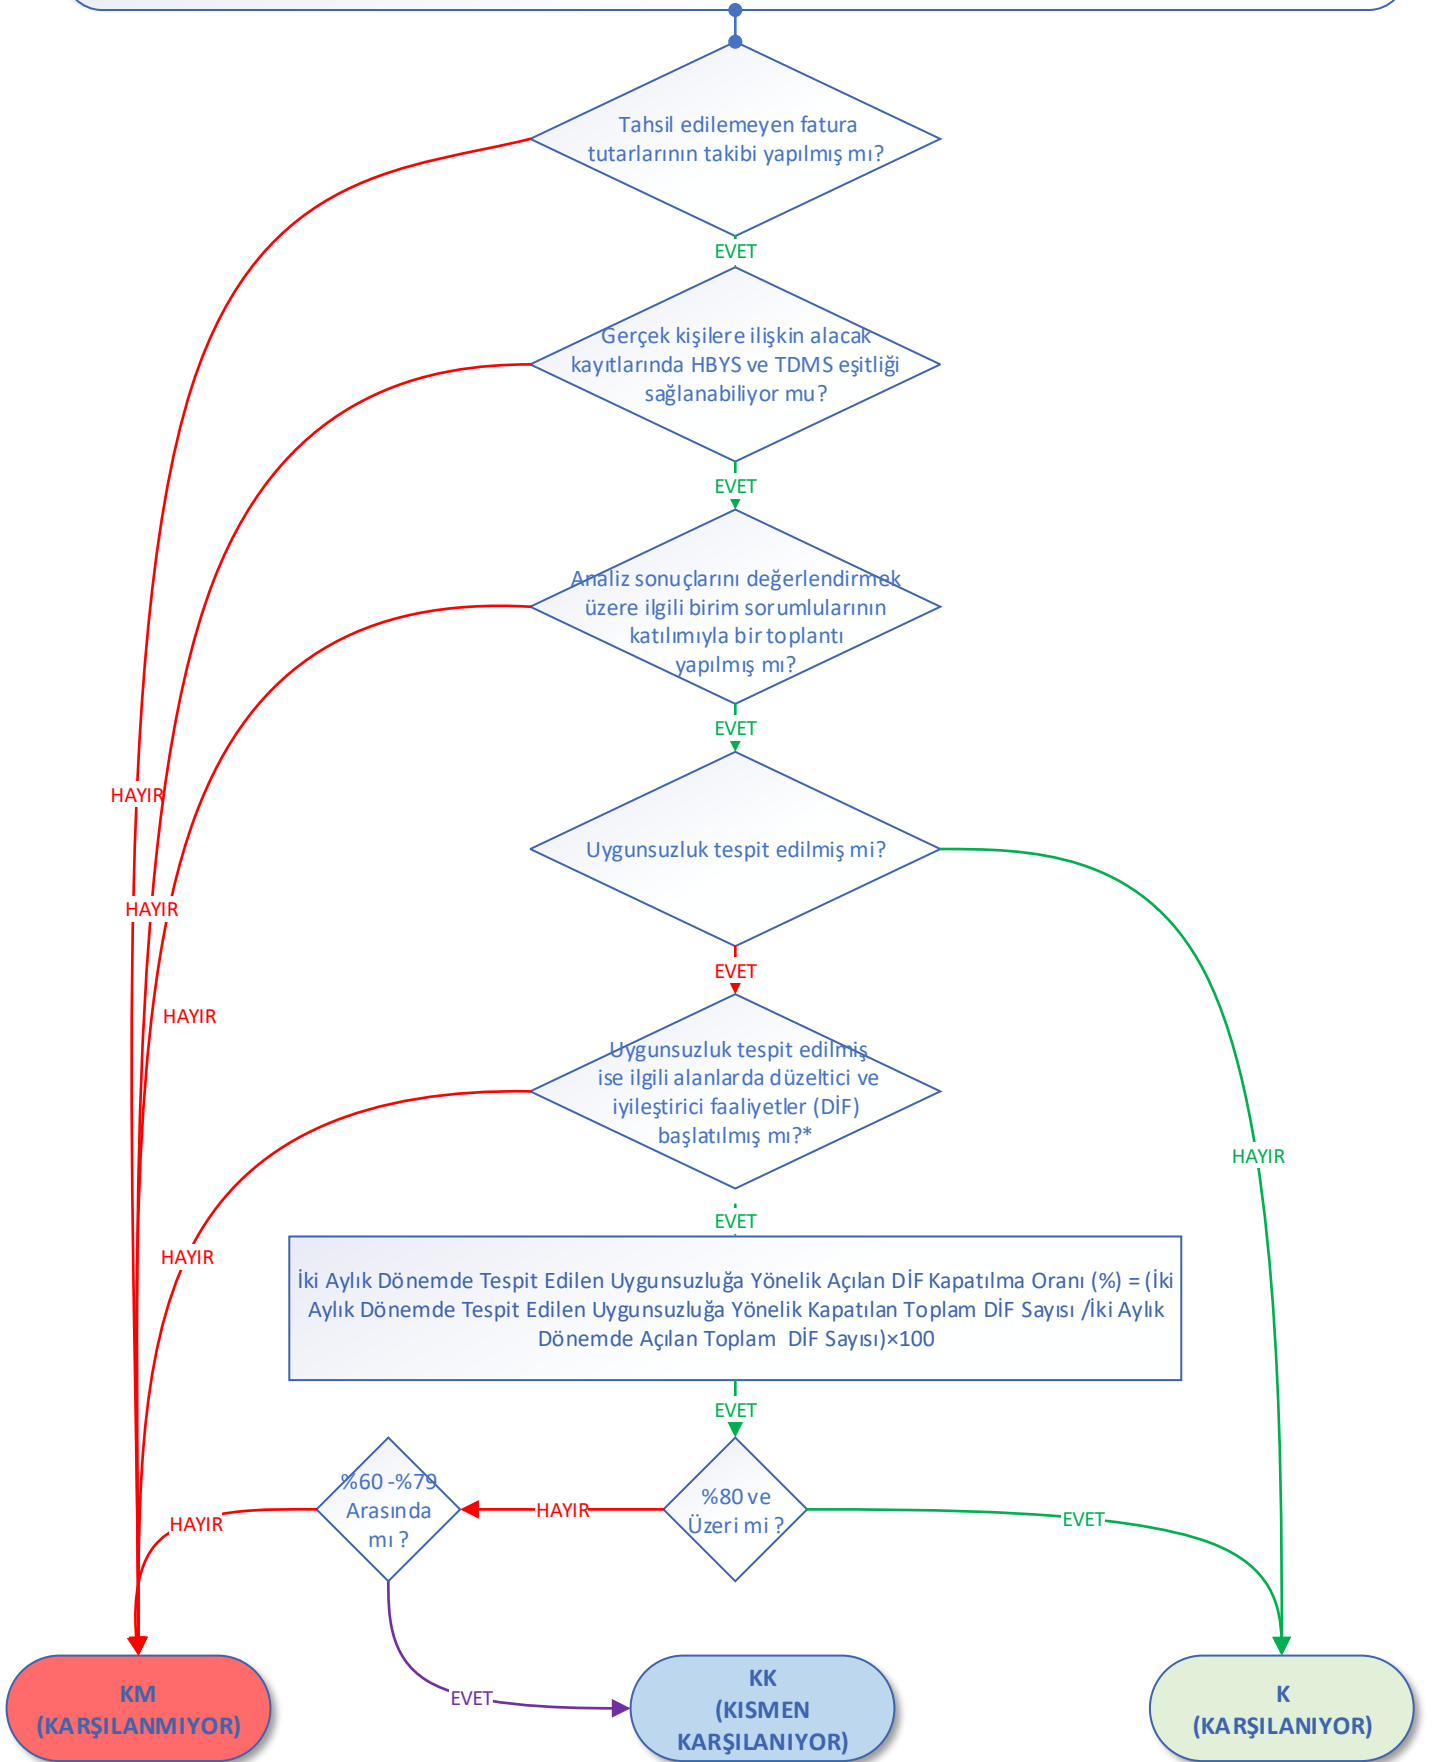 Tahsil edilemeyen fatura
tutarlarının takibi yapılmış mı?
EVET
Gerçek kişilere ilişkin alacak
kayıtlarında HBYS ve TDMS eşitliği
sağlanabiliyor mu?
EVET
Analiz sonuçlarını değerlendirmek
üzere ilgili birim sorumlularının
katılımıyla bir toplantı
yapılmış mı?
EVET
HAYIR
Uygunsuzluk tespit edilmiş mi?
HAYIR
EVET
HAYIR
Uygunsuzluk tespit edilmiş
ise ilgili alanlarda düzeltici ve
iyileştirici faaliyetler (DİF)
başlatılmış mı?*
HAYIR
EVET
HAYIR
İki Aylık Dönemde Tespit Edilen Uygunsuzluğa Yönelik Açılan DİF Kapatılma Oranı (%) = (İki
Aylık Dönemde Tespit Edilen Uygunsuzluğa Yönelik Kapatılan Toplam DİF Sayısı /İki Aylık
Dönemde Açılan Toplam DİF Sayısı)×100
EVET
%60 -%79
Arasında
mı ?
HAYIR
%80 ve
Üzeri mi ?
EVET
HAYIR
EVET
KM
(KARŞILANMIYOR)
KK
(KISMEN
KARŞILANIYOR)
K
(KARŞILANIYOR)